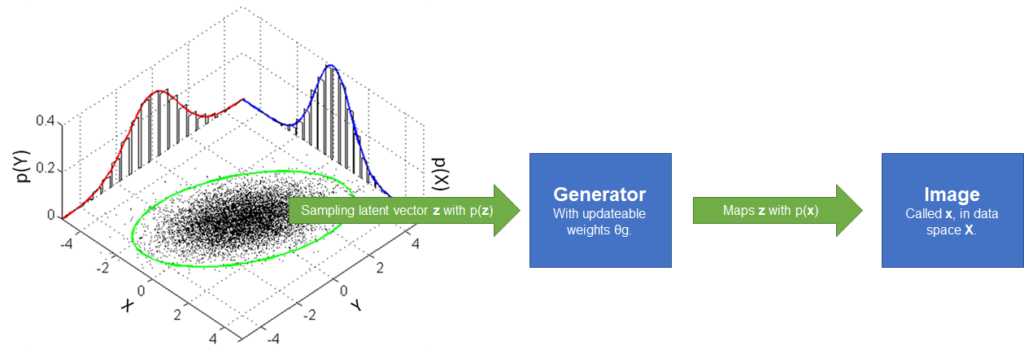 0.4
0.2
0
p(Y)
p(X)
-4
-2
0
2
4
X
-4
-2
0
2
4
Y
Sampling latent vector z with p(z)
Generator
With updateable
weights θg.
Maps z with p(x)
Image
Called x, in data
space X.